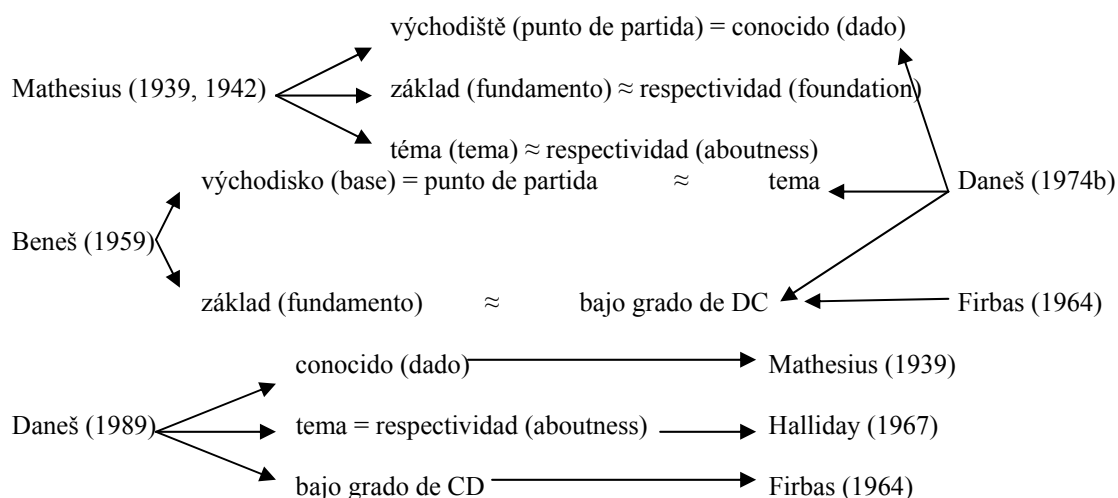 východiště (punto de partida) = conocido (dado)
Mathesius (1939, 1942) základ (fundamento) ≈ respectividad (foundation)
téma (tema) ≈ respectividad (aboutness)
východisko (base) = punto de partida ≈ tema Daneš (1974b)
Beneš (1959)
základ (fundamento) ≈ bajo grado de DC Firbas (1964)
conocido (dado) Mathesius (1939)
Daneš (1989) tema = respectividad (aboutness) Halliday (1967)
bajo grado de CD Firbas (1964)